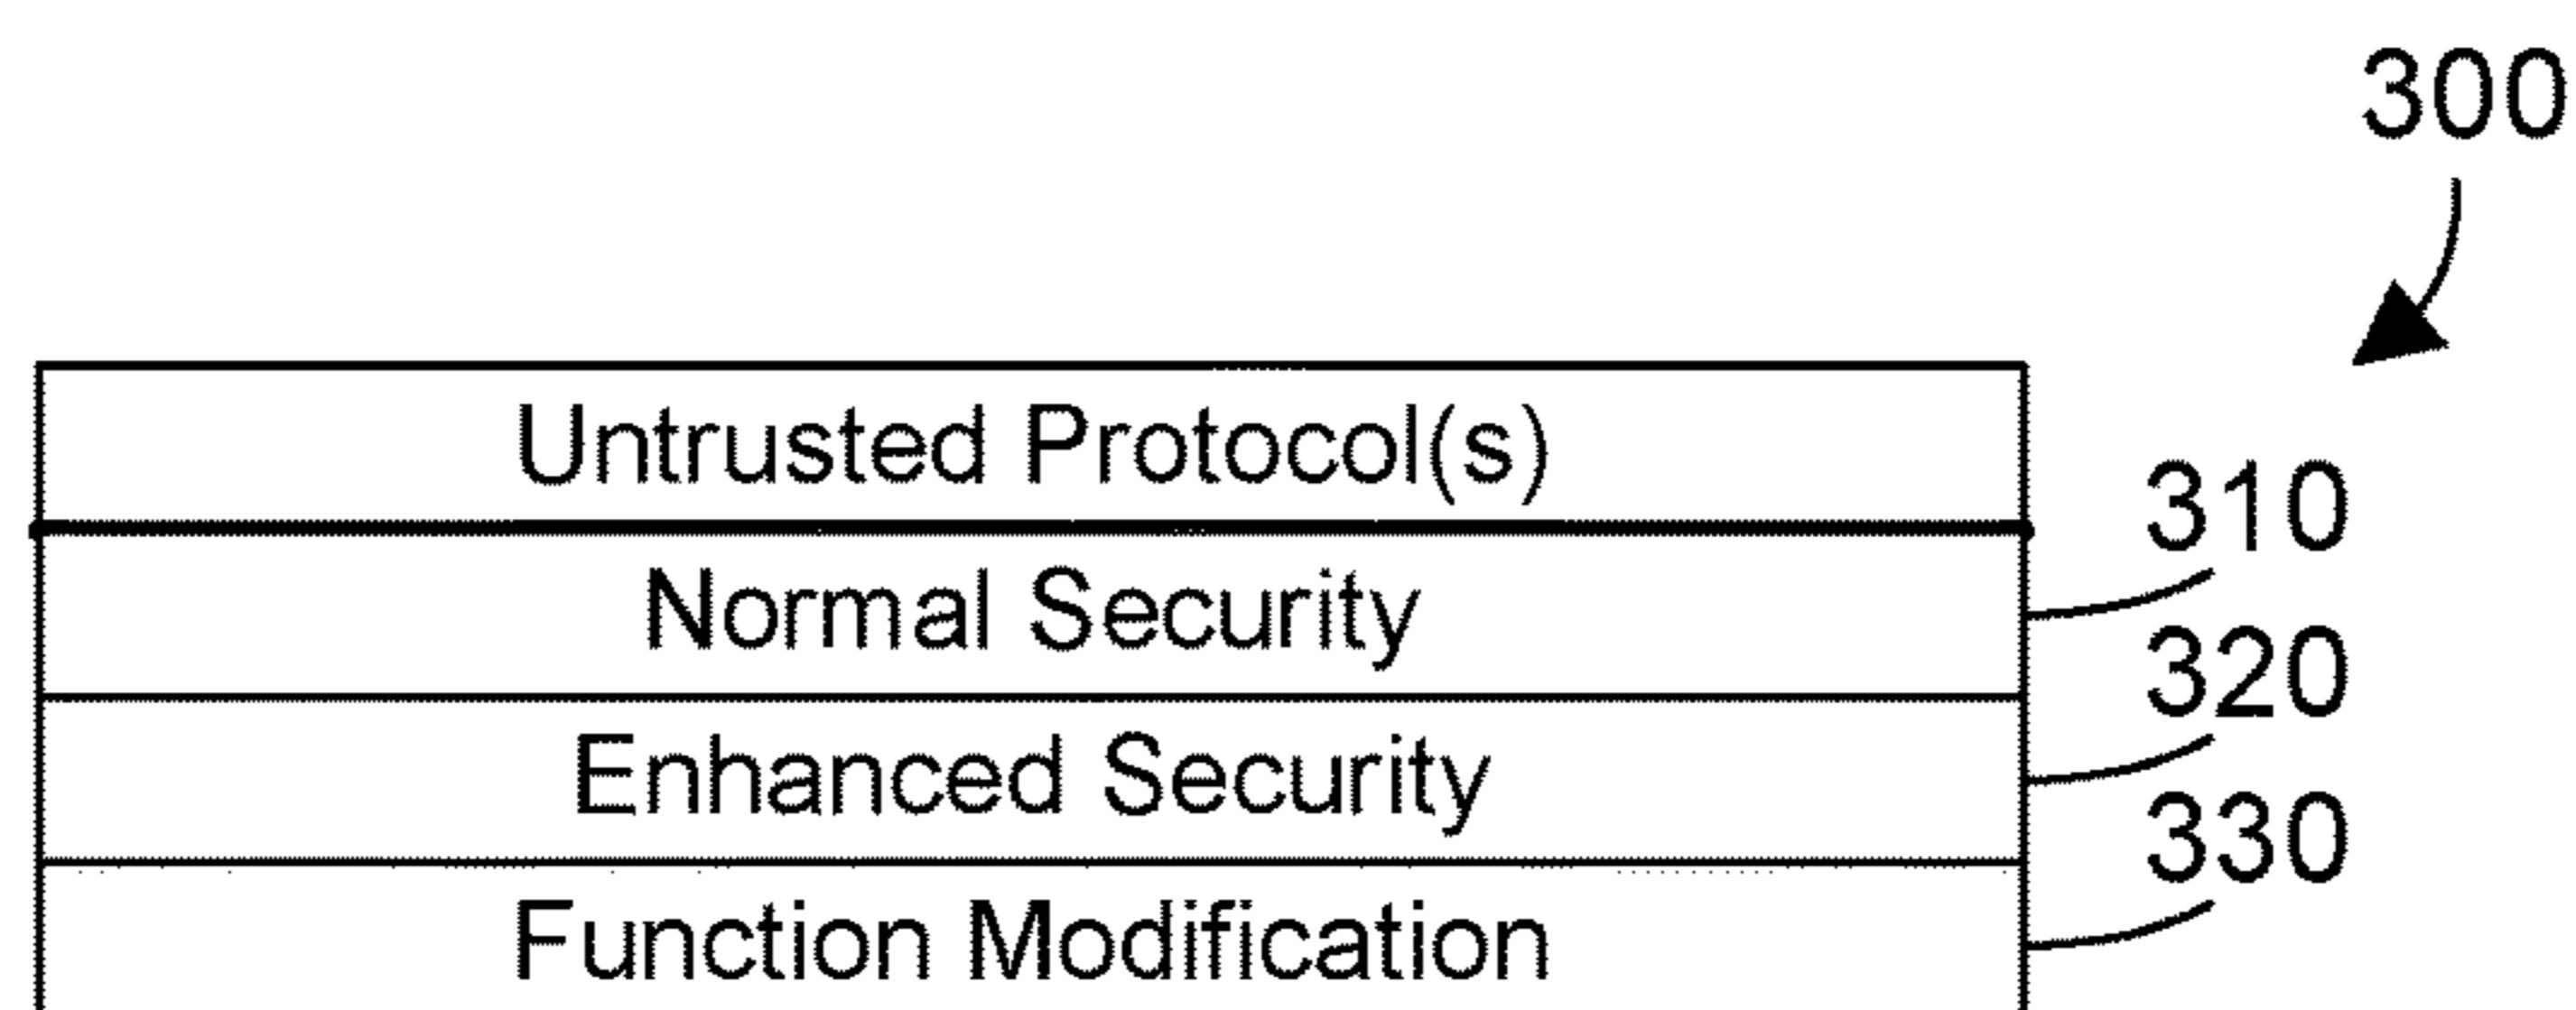 300
Untrusted Protocol(s)
310
Normal Security
320
Enhanced Security
330
Function Modification